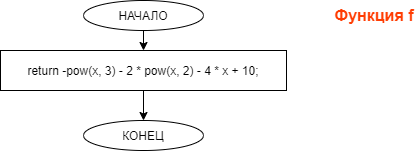 НАЧАЛО
Функция f
return -pow(x, 3) - 2 * pow(x, 2) - 4 * x + 10;
КОНЕЦ